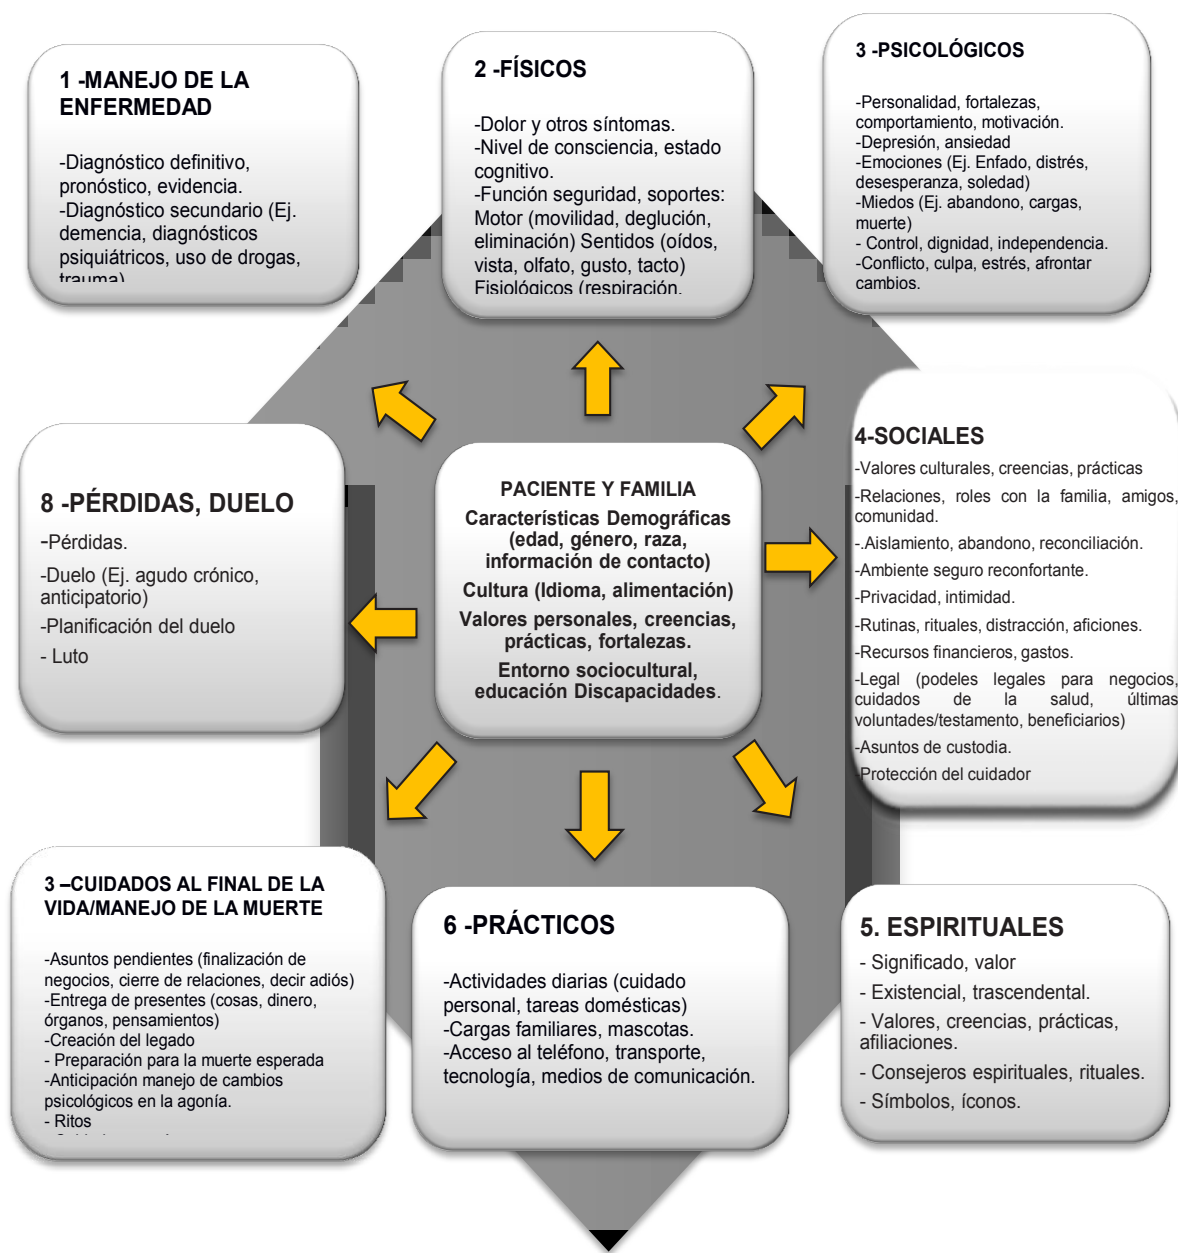 1 -MANEJO DE LA
ENFERMEDAD
-Diagnóstico definitivo,
pronóstico, evidencia.
-Diagnóstico secundario (Ej.
demencia, diagnósticos
psiquiátricos, uso de drogas,
trauma)
2 -FÍSICOS
-Dolor y otros síntomas.
-Nivel de consciencia, estado
cognitivo.
-Función seguridad, soportes:
Motor (movilidad, deglución,
eliminación) Sentidos (oídos,
vista, olfato, gusto, tacto)
Fisiológicos (respiración,
3 -PSICOLÓGICOS
-Personalidad, fortalezas,
comportamiento, motivación.
-Depresión, ansiedad
-Emociones (Ej. Enfado, distrés,
desesperanza, soledad)
-Miedos (Ej. abandono, cargas,
muerte)
- Control, dignidad, independencia.
-Conflicto, culpa, estrés, afrontar
cambios.
8 -PÉRDIDAS, DUELO
-Pérdidas.
-Duelo (Ej. agudo crónico,
anticipatorio)
-Planificación del duelo
- Luto
PACIENTE Y FAMILIA
Características Demográficas
(edad, género, raza,
información de contacto)
Cultura (Idioma, alimentación)
Valores personales, creencias,
prácticas, fortalezas.
Entorno sociocultural,
educación Discapacidades.
4-SOCIALES
-Valores culturales, creencias, prácticas
-Relaciones, roles con la familia, amigos,
comunidad.
-.Aislamiento, abandono, reconciliación.
-Ambiente seguro reconfortante.
-Privacidad, intimidad.
-Rutinas, rituales, distracción, aficiones.
-Recursos financieros, gastos.
-Legal (podeles legales para negocios,
cuidados de la salud, últimas
voluntades/testamento, beneficiarios)
-Asuntos de custodia.
-Protección del cuidador
3 –CUIDADOS AL FINAL DE LA
VIDA/MANEJO DE LA MUERTE
-Asuntos pendientes (finalización de
negocios, cierre de relaciones, decir adiós)
-Entrega de presentes (cosas, dinero,
órganos, pensamientos)
-Creación del legado
- Preparación para la muerte esperada
-Anticipación manejo de cambios
psicológicos en la agonía.
- Ritos
6 -PRÁCTICOS
-Actividades diarias (cuidado
personal, tareas domésticas)
-Cargas familiares, mascotas.
-Acceso al teléfono, transporte,
tecnología, medios de comunicación.
5. ESPIRITUALES
- Significado, valor
- Existencial, trascendental.
- Valores, creencias, prácticas,
afiliaciones.
- Consejeros espirituales, rituales.
- Símbolos, íconos.